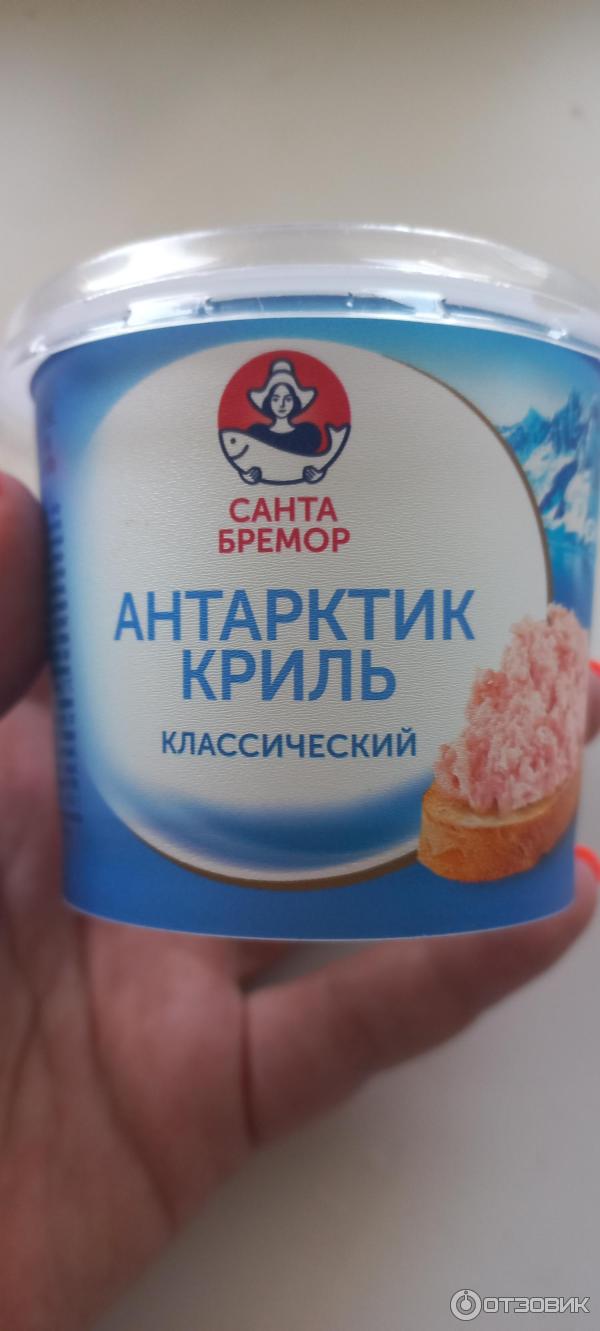 САНТА
БРЕМОР
АНТАРКТИК
КРИЛЬ
КЛАССИЧЕСКИЙ
ОТЗОВИК